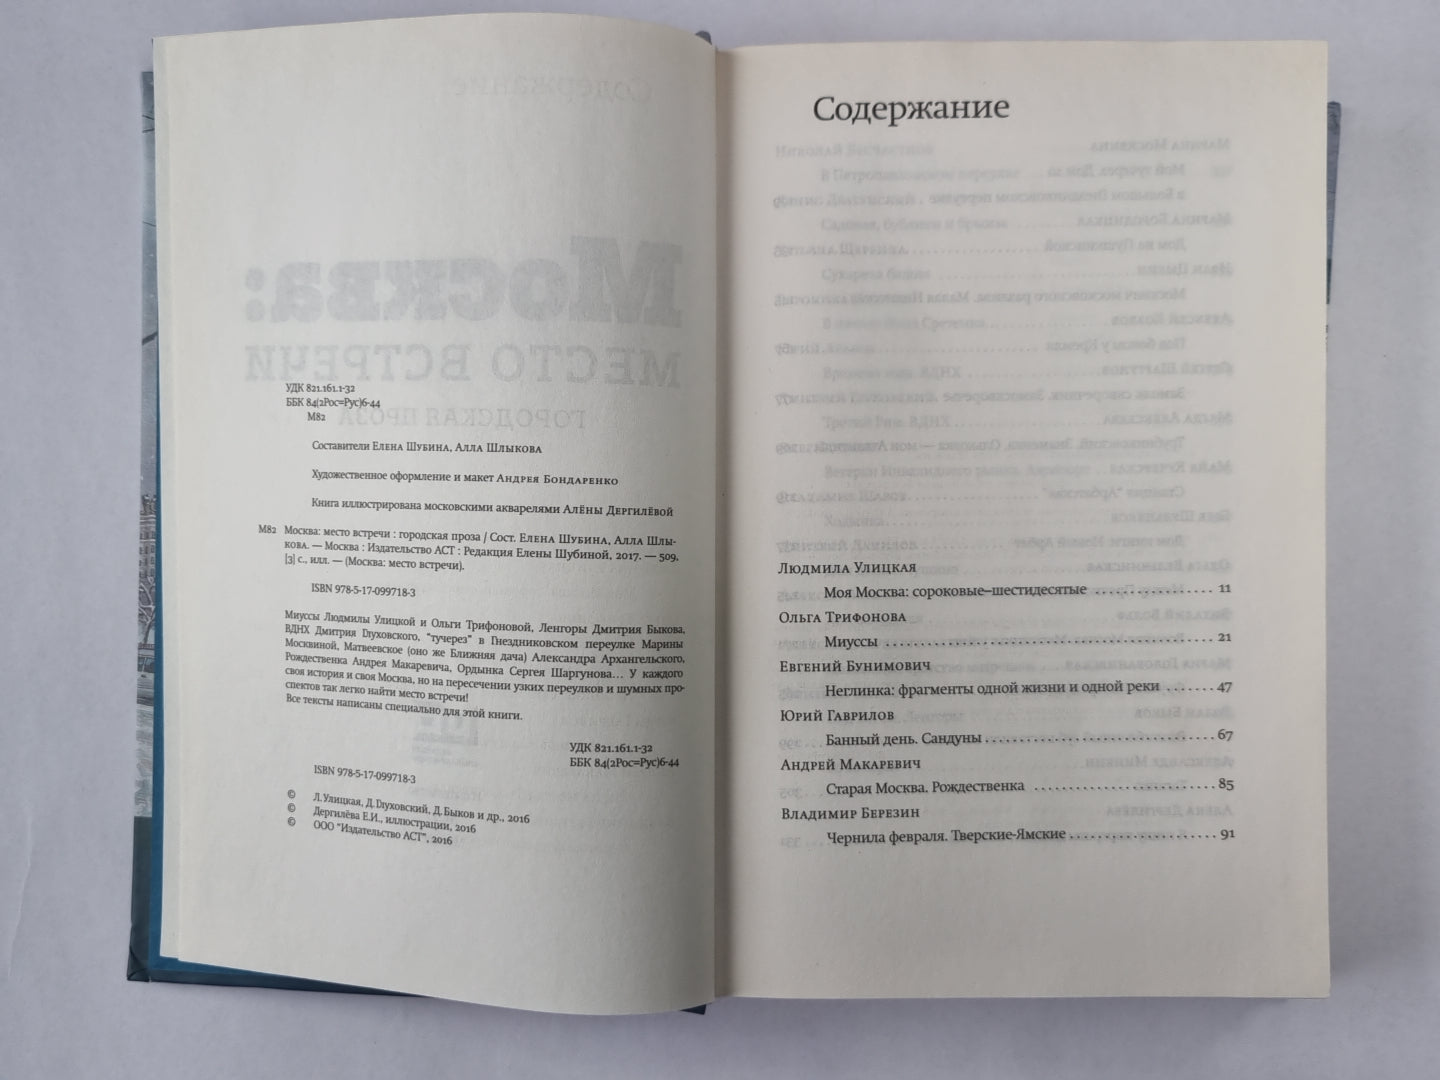 УДК 821.161.1-32
ББК 84(2Рос=Рус)6-44
М82
Составители Елена Шубина, Алла Шлыкова
Художественное оформление и макет Андрея Бондаренко
Книга иллюстрирована московскими акварелями Алёны Дергилёвой
М82 Москва: место встречи : городская проза / Сост. Елена Шубина, Алла Шлы-
кова. — Москва : Издательство АСТ : Редакция Елены Шубиной, 2017. — 509,
[3] с., илл. — (Москва: место встречи).
ISBN 978-5-17-099718-3
Миуссы Людмилы Улицкой и Ольги Трифоновой, Ленгоры Дмитрия Быкова,
ВДНХ Дмитрия Глуховского, "тучерез" в Гнездниковском переулке Марины
Москвиной, Матвеевское (оно же Ближняя дача) Александра Архангельского,
Рождественка Андрея Макаревича, Ордынка Сергея Шаргунова... У каждого
своя история и своя Москва, но на пересечении узких переулков и шумных про-
спектов так легко найти место встречи!
Все тексты написаны специально для этой книги.
УДК 821.161.1-32
ББК 84(2Рос=Рус)6-44
ISBN 978-5-17-099718-3
© Л. Улицкая, Д. Глуховский, Д. Быков и др., 2016
© Дергилёва Е.И., иллюстрации, 2016
© ООО "Издательство АСТ", 2016
Содержание
Людмила Улицкая
Моя Москва: сороковые–шестидесятые .................. 11
Ольга Трифонова
Миуссы .................. 21
Евгений Бунимович
Неглинка: фрагменты одной жизни и одной реки ....... 47
Юрий Гаврилов
Банный день. Сандуны .................. 67
Андрей Макаревич
Старая Москва. Рождественка .................. 85
Владимир Березин
Чернила февраля. Тверские-Ямские .................. 91